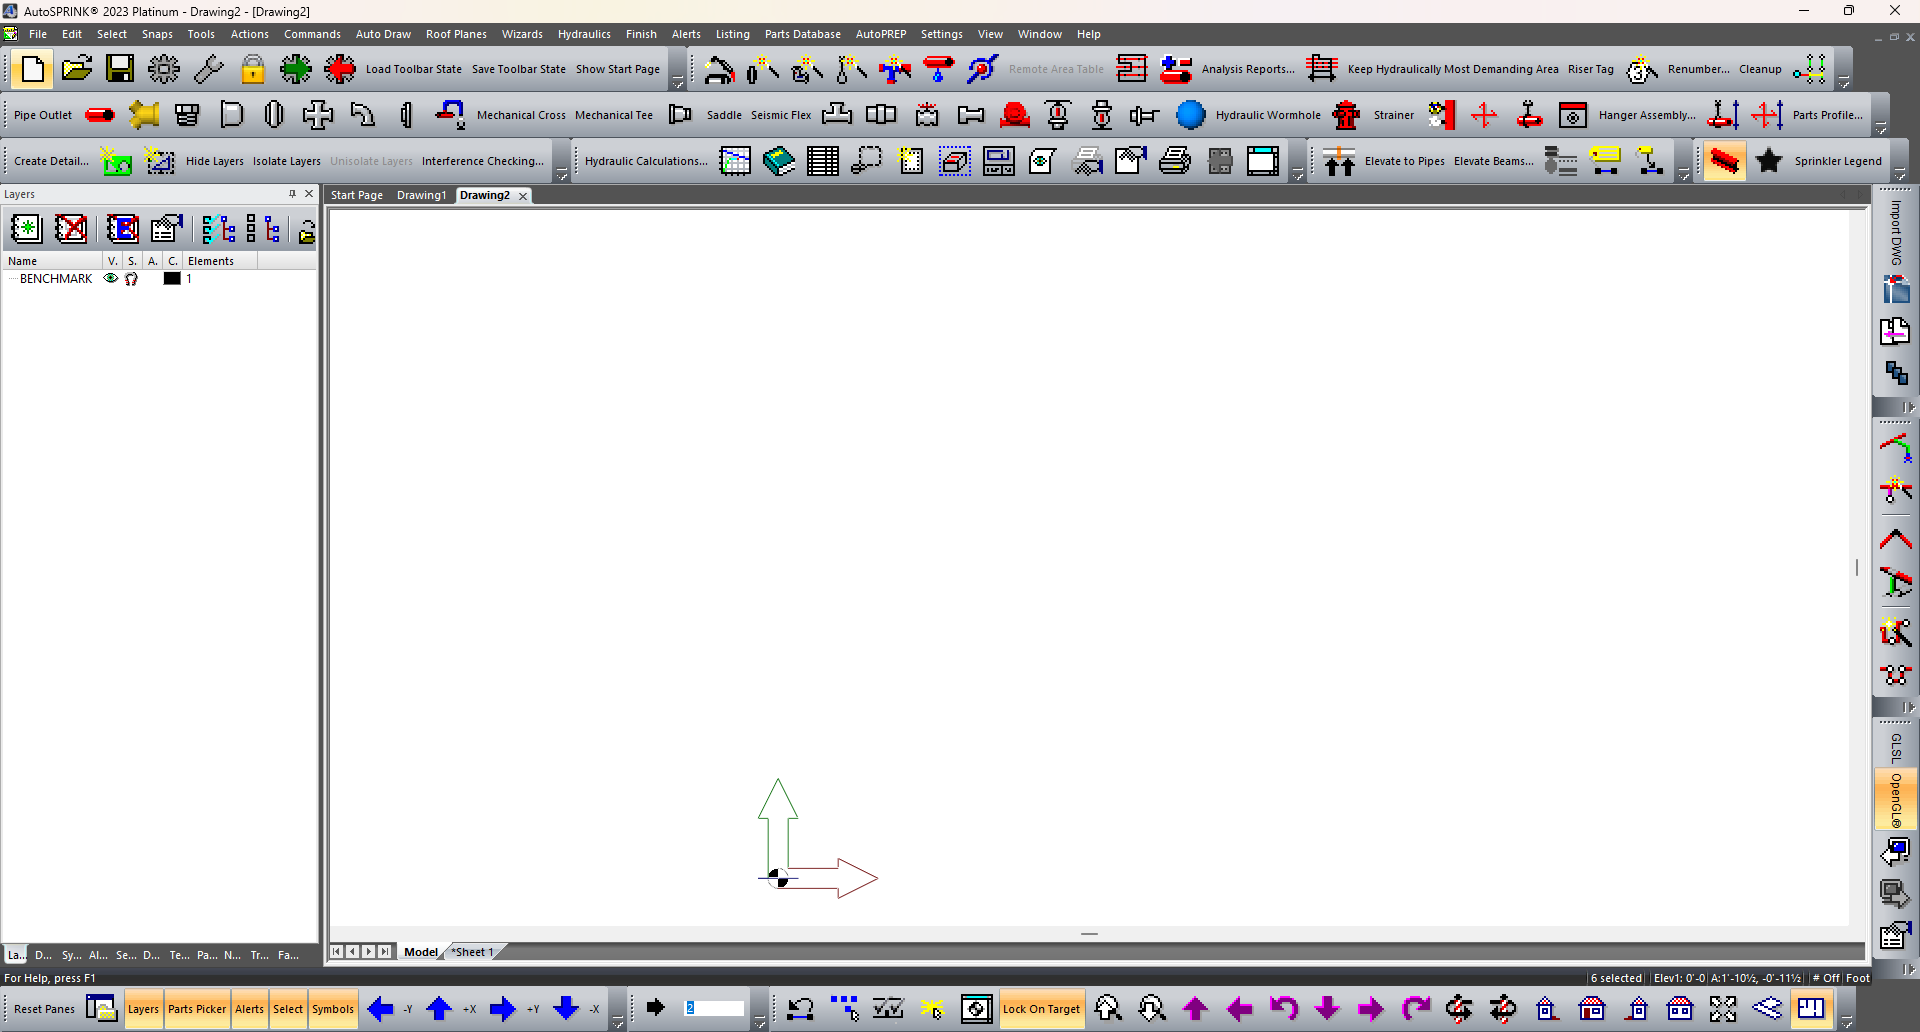 AutoSPRINK® 2023 Platinum - Drawing2 - [Drawing2]
File Edit Select Snaps Tools Actions Commands Auto Draw Roof Planes Wizards Hydraulics Finish Alerts Listing Parts Database AutoPREP Settings View Window Help
Load Toolbar State Save Toolbar State Show Start Page Remote Area Table Analysis Reports... Keep Hydraulically Most Demanding Area Riser Tag Renumber... Cleanup
Pipe Outlet Mechanical Cross Mechanical Tee Saddle Seismic Flex Hydraulic Wormhole Strainer Hanger Assembly... Parts Profile...
Create Detail... Hide Layers Isolate Layers Unisolate Layers Interference Checking... Hydraulic Calculations... Elevate to Pipes Elevate Beams... Sprinkler Legend
Layers
Start Page Drawing1 Drawing2
Name V. S. A. C. Elements
BENCHMARK 1
Import DWG
GLSL
OpenGL®
La... D... Sy... Al... Se... D... Te... Pa... N... Tr... Fa...
Model *Sheet 1
For Help, press F1
6 selected Elev1: 0'-0 A:1'-10½, -0'-11½ # Off Foot
Reset Panes Layers Parts Picker Alerts Select Symbols -Y +X +Y -X 2 Lock On Target